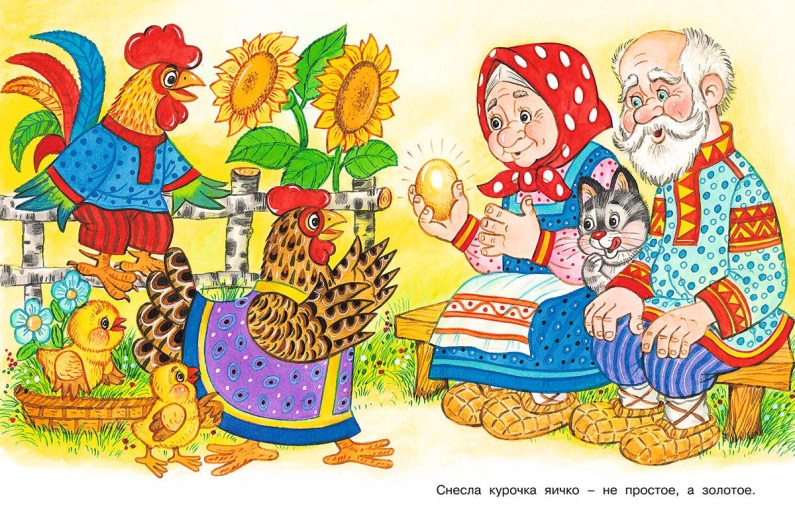 Снесла курочка яичко – не простое, а золотое.